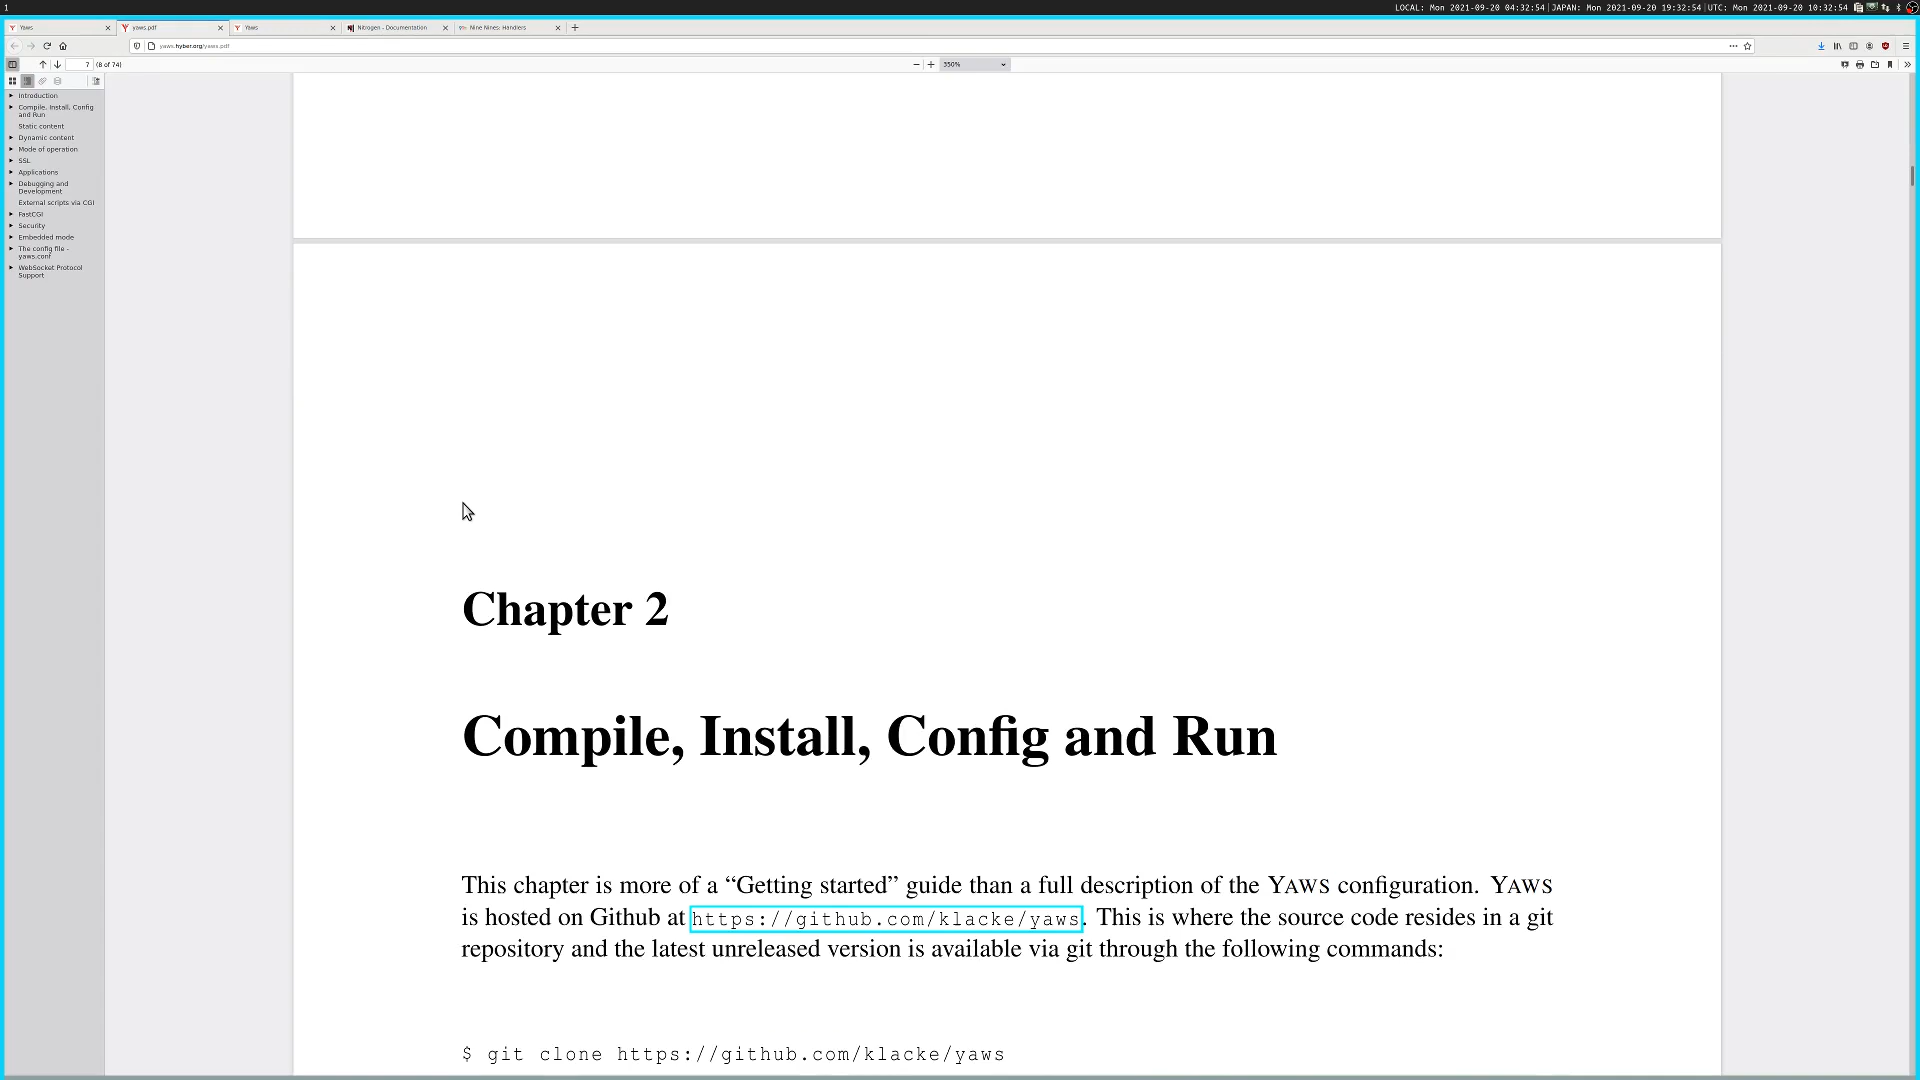 1
LOCAL: Mon 2021-09-20 04:32:54|JAPAN: Mon 2021-09-20 19:32:54|UTC: Mon 2021-09-20 10:32:54
Yaws
yaws.pdf
Yaws
Nitrogen - Documentation
Nine Nines: Handlers
yaws.hyber.org/yaws.pdf
7 (8 of 74)
350%
Introduction
Compile, Install, Config
and Run
Static content
Dynamic content
Mode of operation
SSL
Applications
Debugging and
Development
External scripts via CGI
FastCGI
Security
Embedded mode
The config file -
yaws.conf
WebSocket Protocol
Support
Chapter 2
Compile, Install, Config and Run
This chapter is more of a “Getting started” guide than a full description of the YAWS configuration. YAWS
is hosted on Github at https://github.com/klacke/yaws. This is where the source code resides in a git
repository and the latest unreleased version is available via git through the following commands:
$ git clone https://github.com/klacke/yaws